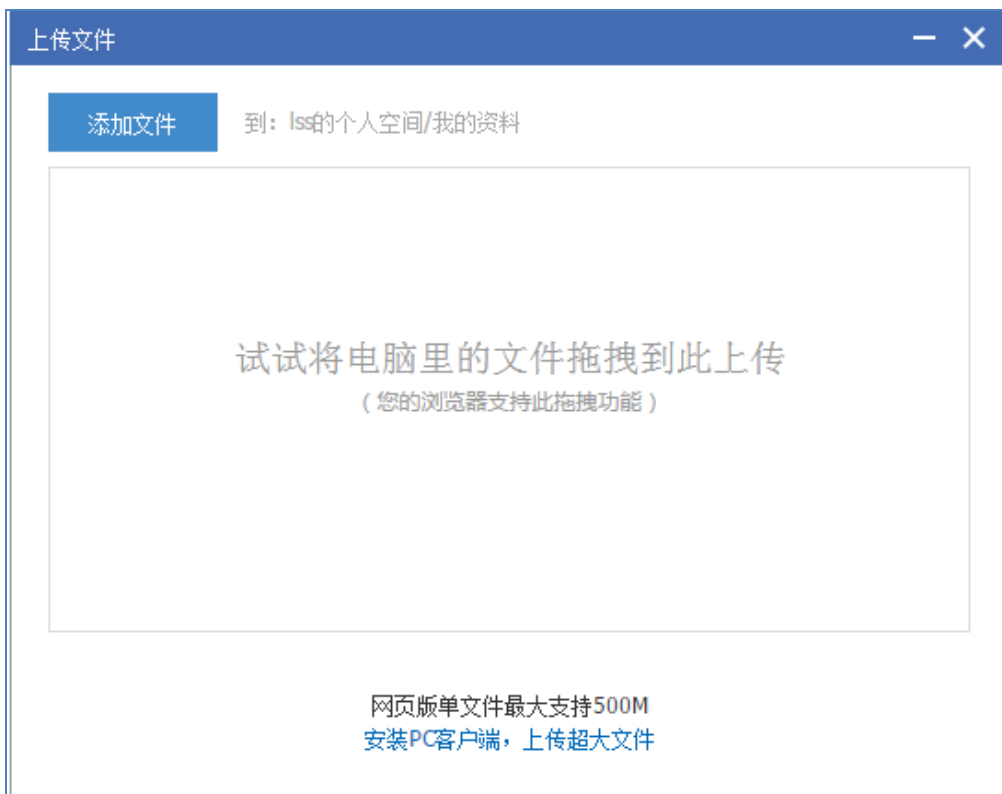 上传文件
添加文件
到：lss的个人空间/我的资料
试试将电脑里的文件拖拽到此上传
（您的浏览器支持此拖拽功能）
网页版单文件最大支持500M
安装PC客户端，上传超大文件